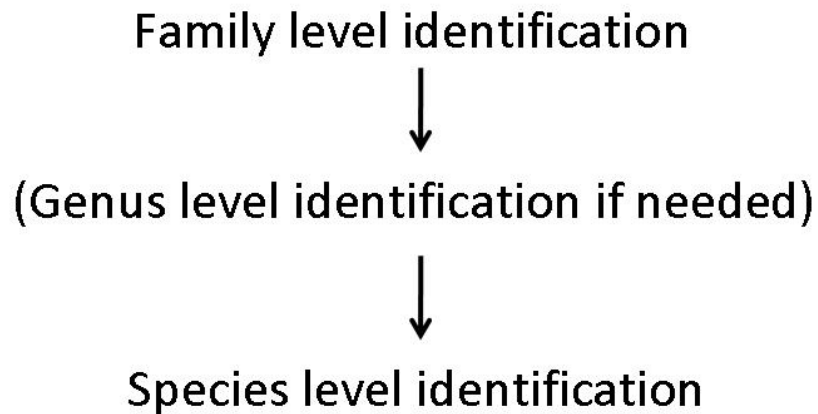 Family level identification
(Genus level identification if needed)
Species level identification